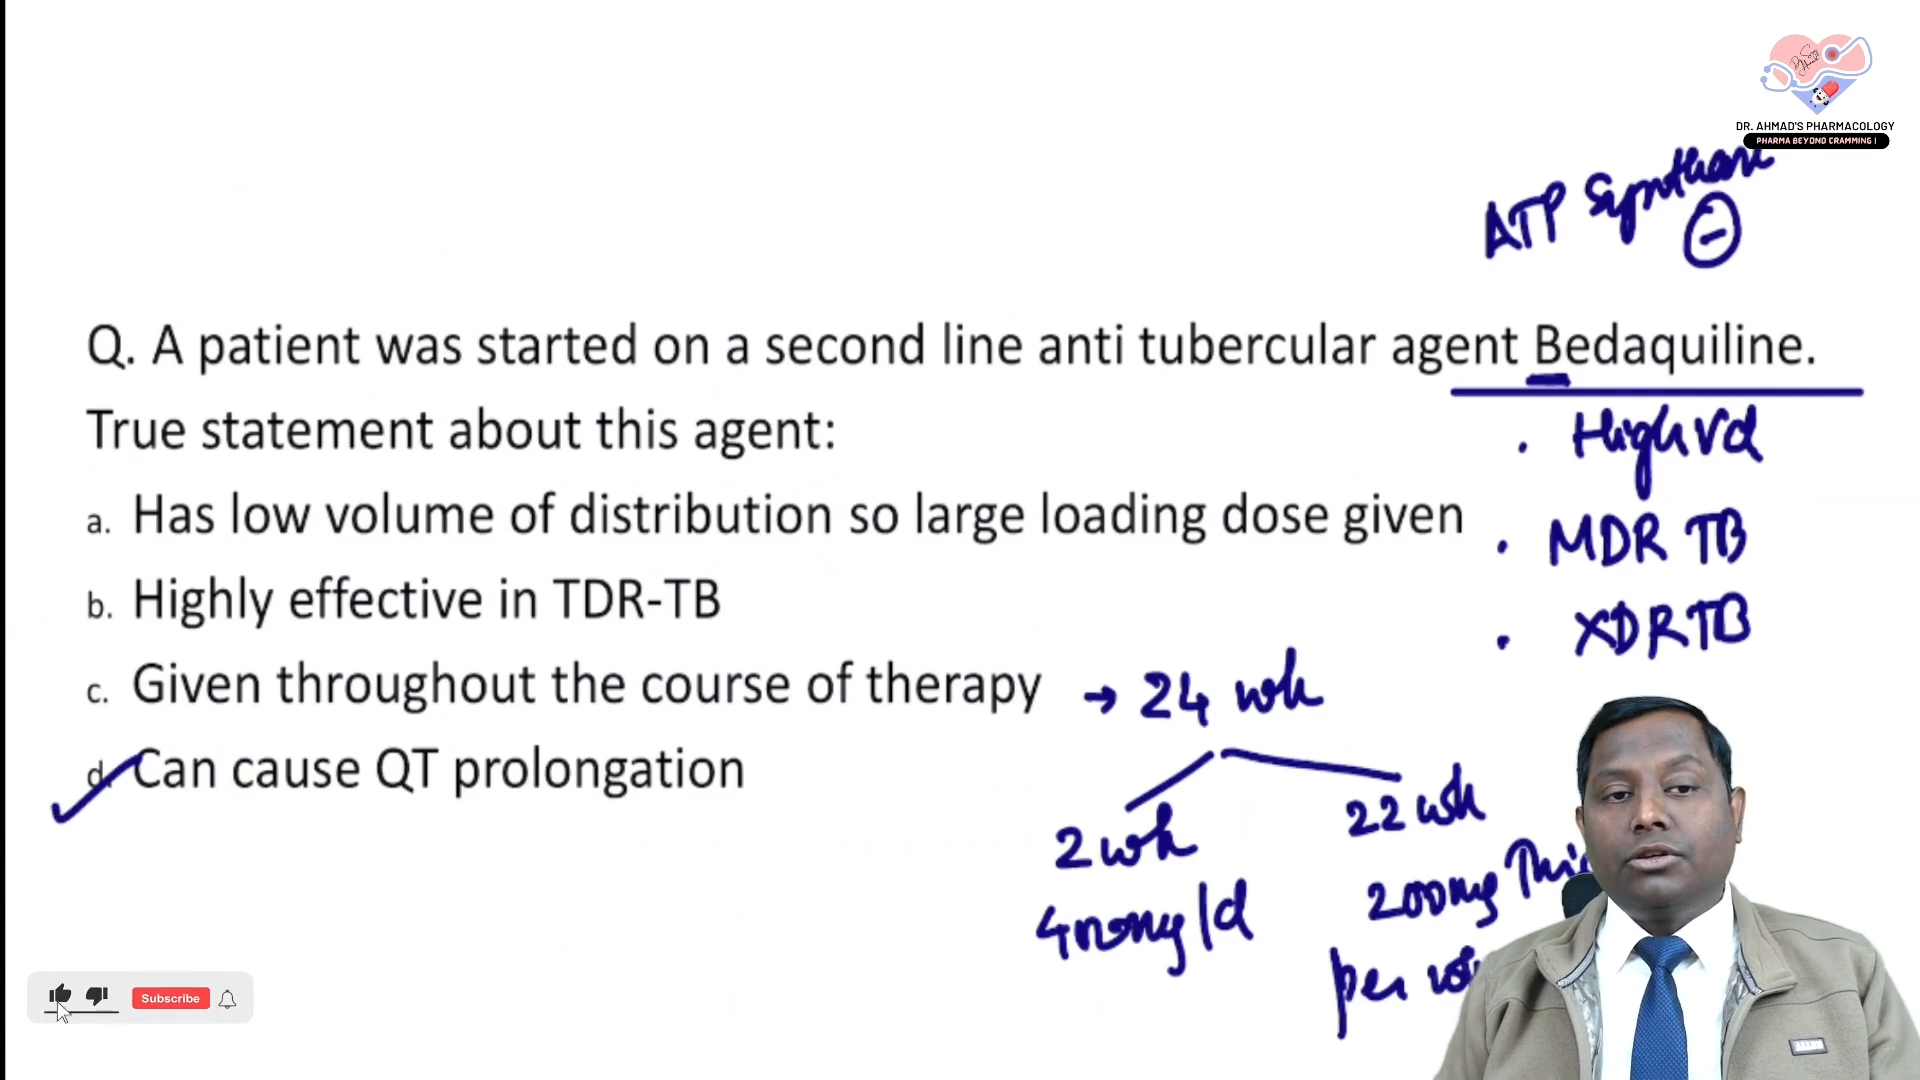 DR. AHMAD'S PHARMACOLOGY
PHARMA BEYOND CRAMMING !
ATP Synthase
Q. A patient was started on a second line anti tubercular agent Bedaquiline.
True statement about this agent:
• High Vd
a. Has low volume of distribution so large loading dose given
• MDR TB
b. Highly effective in TDR-TB
• XDR TB
c. Given throughout the course of therapy → 24 wk
d. Can cause QT prolongation
2 wk
22 wk
400mg/d
200mg
per
Subscribe